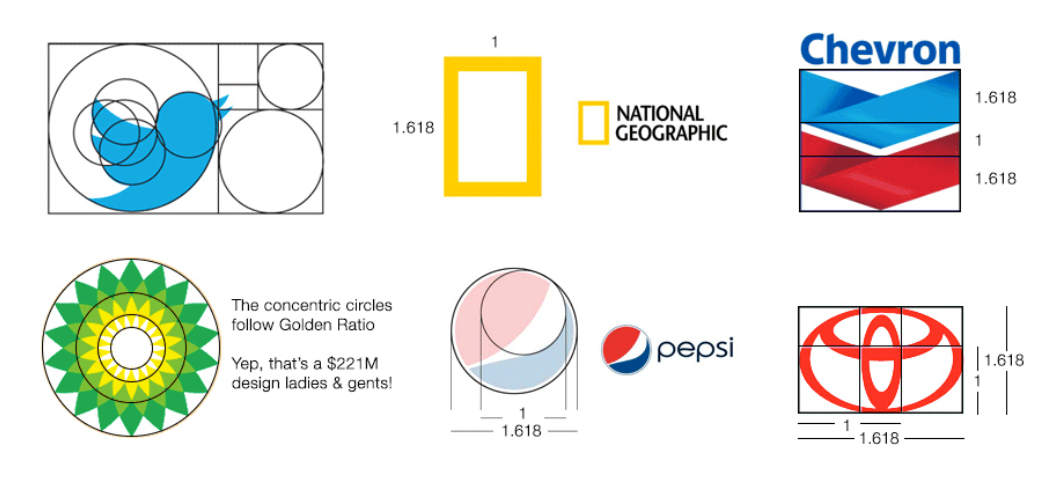 Chevron
1
1.618
NATIONAL
GEOGRAPHIC
1.618
1
1.618
The concentric circles
follow Golden Ratio
Yep, that's a $221M
design ladies & gents!
pepsi
1
1.618
1.618
1
1
1.618